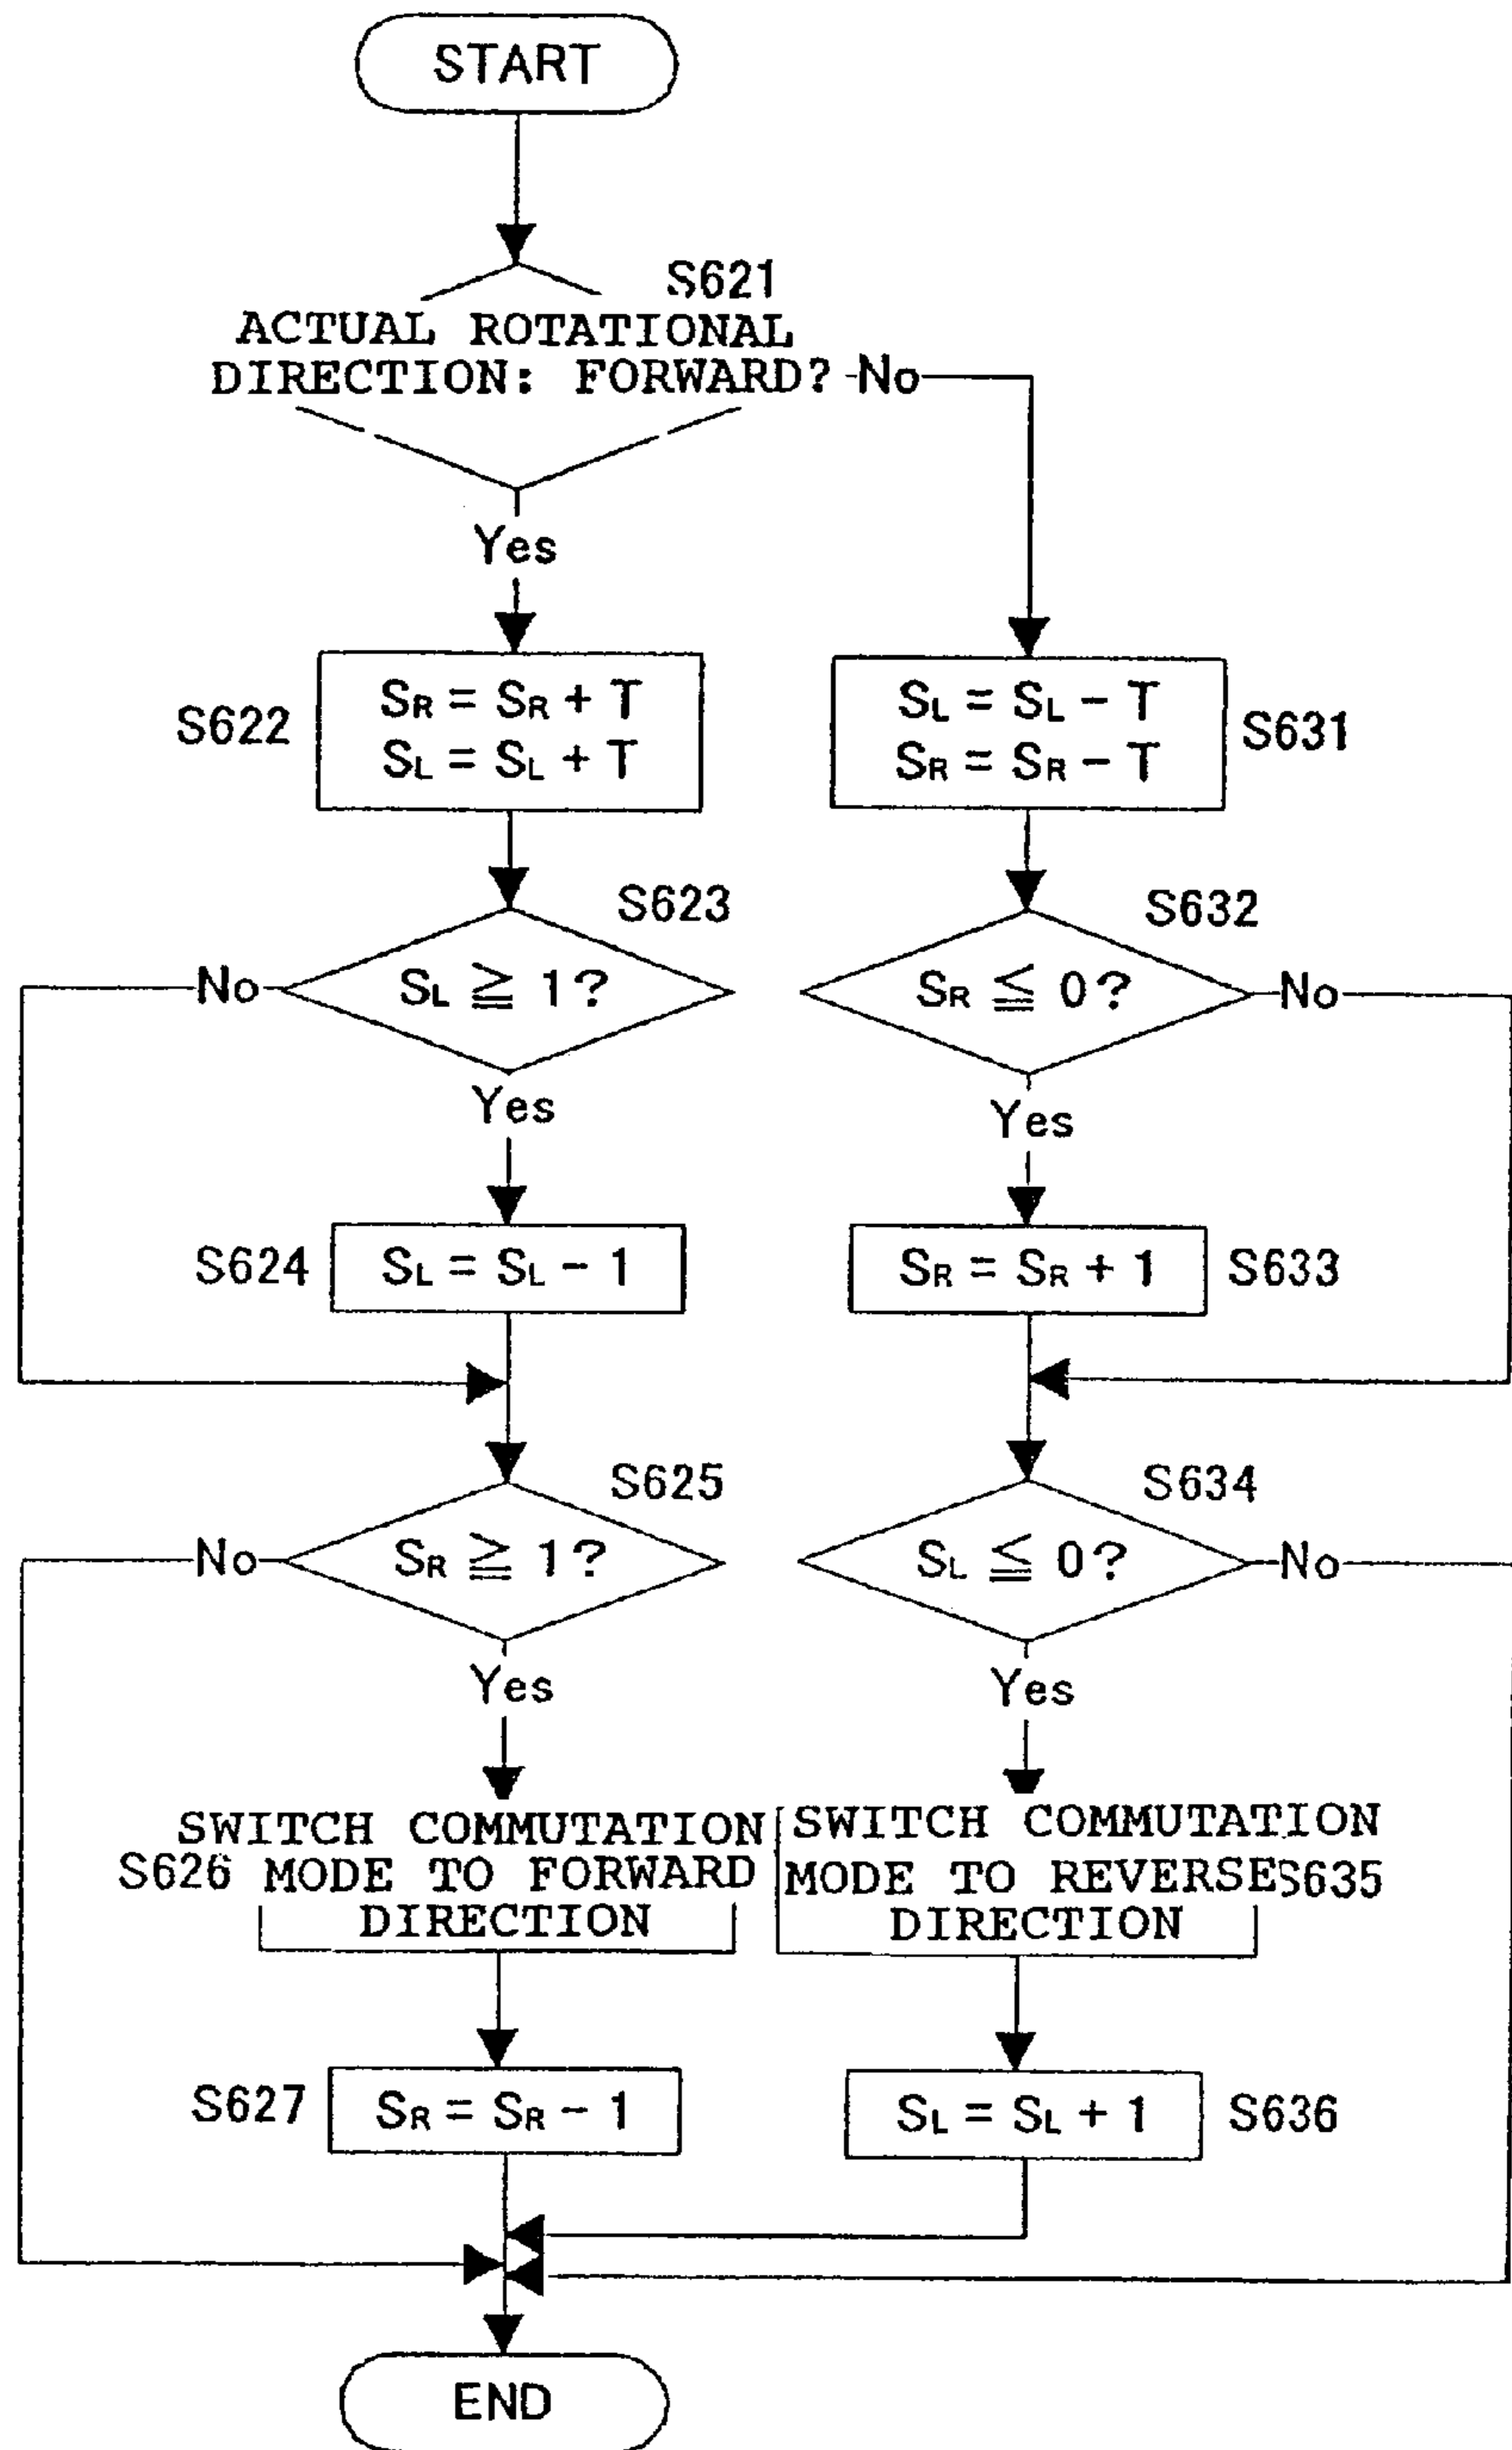 START
S621
ACTUAL ROTATIONAL
DIRECTION: FORWARD? No
Yes
S622
SR = SR + T
SL = SL + T
SL = SL - T
SR = SR - T
S631
S623
No
SL ≧ 1?
Yes
S632
SR ≦ 0?
No
Yes
S624
SL = SL - 1
SR = SR + 1
S633
S625
No
SR ≧ 1?
Yes
S634
SL ≦ 0?
No
Yes
SWITCH COMMUTATION
S626 MODE TO FORWARD
DIRECTION
SWITCH COMMUTATION
MODE TO REVERSE S635
DIRECTION
S627
SR = SR - 1
SL = SL + 1
S636
END